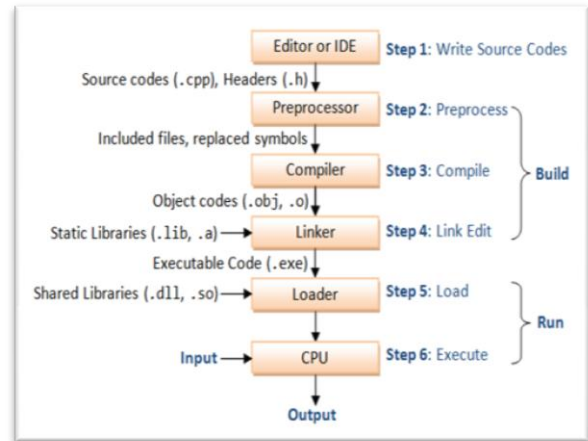 Editor or IDE Step 1: Write Source Codes
Source codes (.cpp), Headers (.h)
Preprocessor Step 2: Preprocess
Included files, replaced symbols
Compiler Step 3: Compile
Build
Object codes (.obj, .o)
Static Libraries (.lib, .a) Linker Step 4: Link Edit
Executable Code (.exe)
Shared Libraries (.dll, .so) Loader Step 5: Load
Run
Input CPU Step 6: Execute
Output